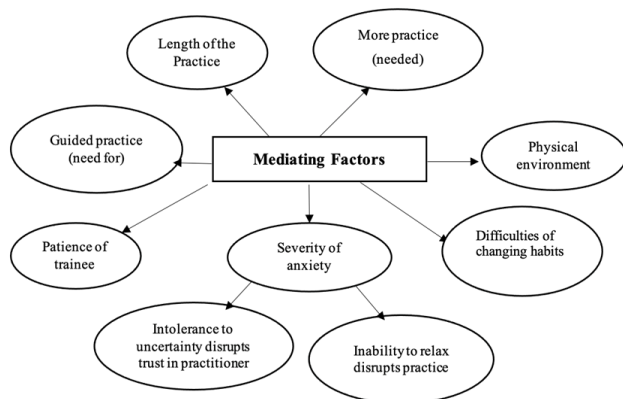 Length of the
Practice
More practice
(needed)
Guided practice
(need for)
Mediating Factors
Physical
environment
Patience of
trainee
Severity of
anxiety
Difficulties of
changing habits
Intolerance to
uncertainty disrupts
trust in practitioner
Inability to relax
disrupts practice